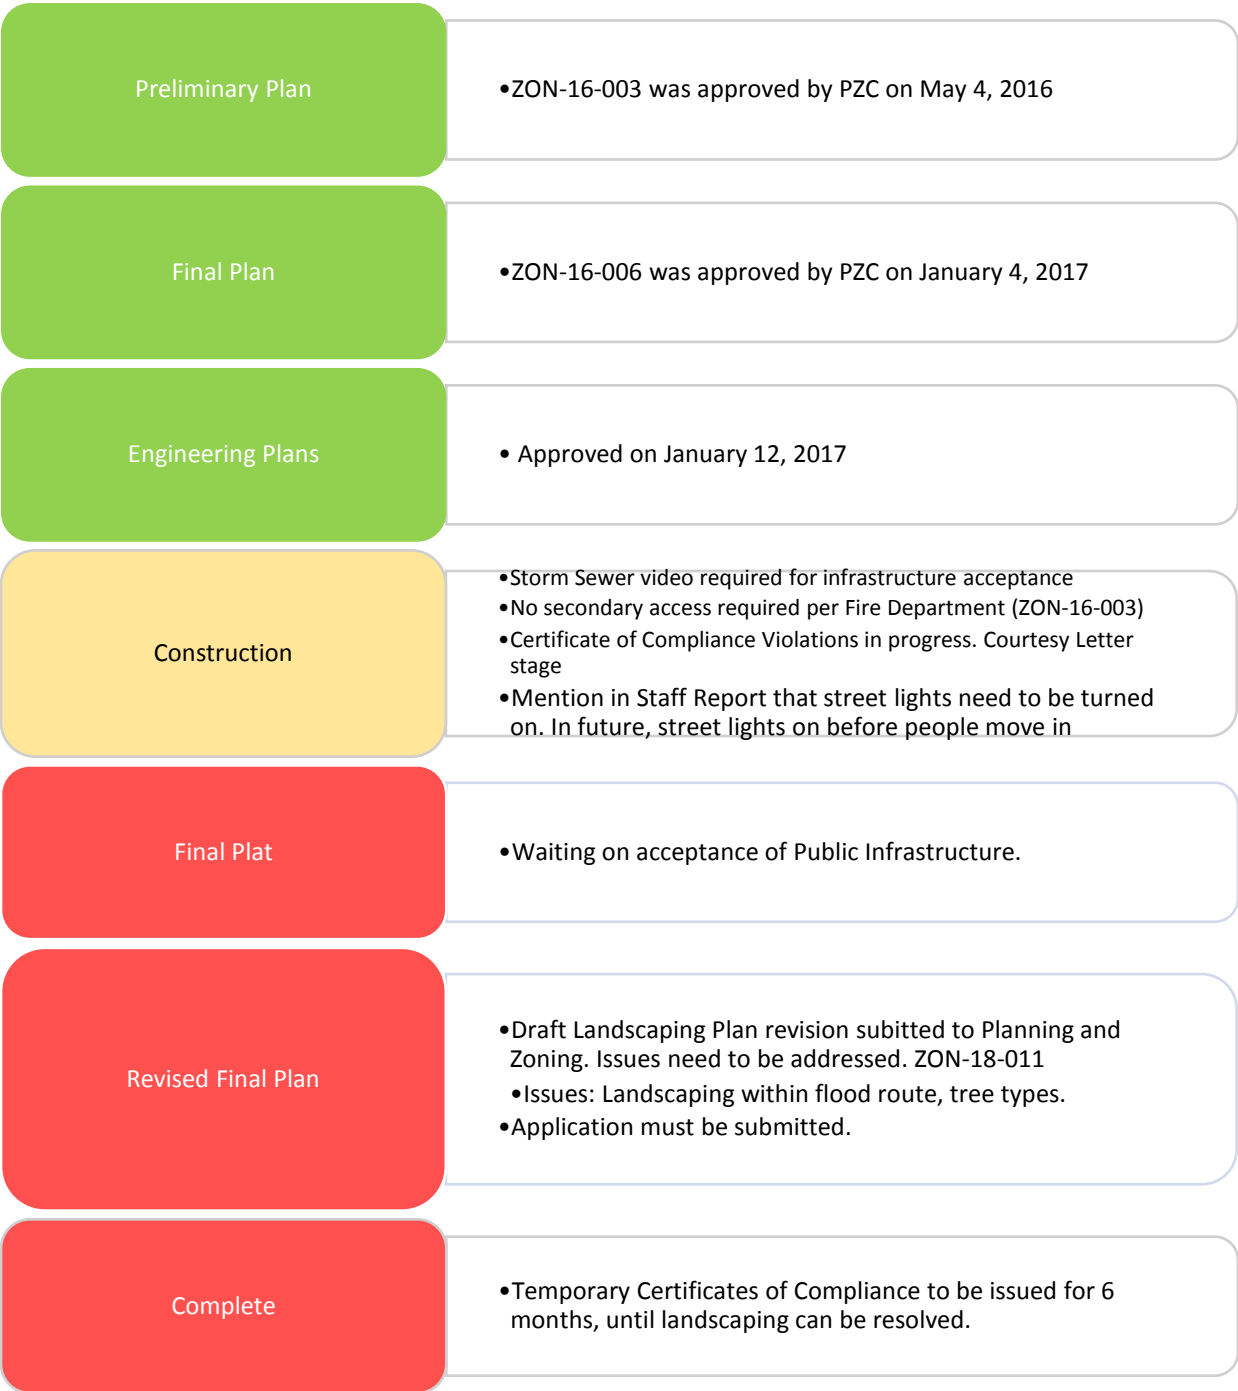 Preliminary Plan
•ZON-16-003 was approved by PZC on May 4, 2016
Final Plan
•ZON-16-006 was approved by PZC on January 4, 2017
Engineering Plans
• Approved on January 12, 2017
Construction
•Storm Sewer video required for infrastructure acceptance
•No secondary access required per Fire Department (ZON-16-003)
•Certificate of Compliance Violations in progress. Courtesy Letter
stage
•Mention in Staff Report that street lights need to be turned
on. In future, street lights on before people move in
Final Plat
•Waiting on acceptance of Public Infrastructure.
Revised Final Plan
•Draft Landscaping Plan revision subitted to Planning and
Zoning. Issues need to be addressed. ZON-18-011
•Issues: Landscaping within flood route, tree types.
•Application must be submitted.
Complete
•Temporary Certificates of Compliance to be issued for 6
months, until landscaping can be resolved.